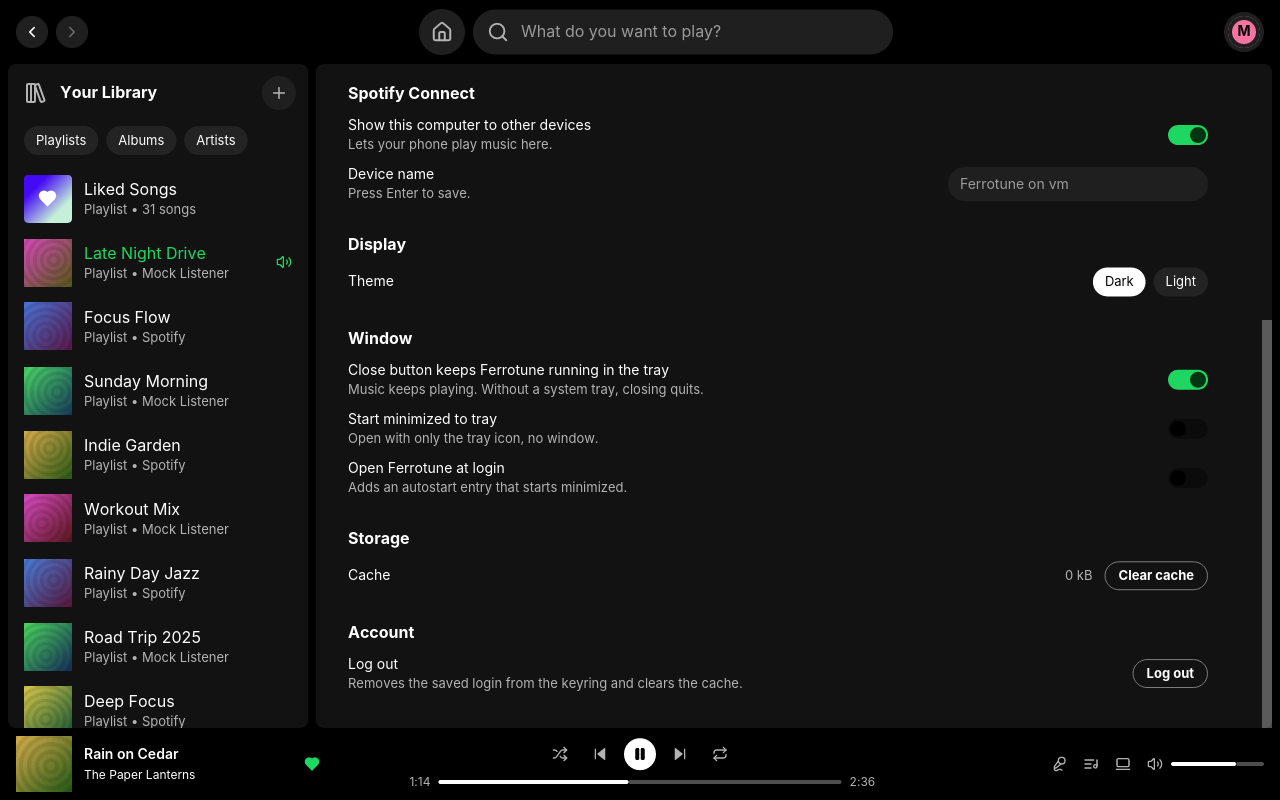 What do you want to play?
M
Your Library
Playlists
Albums
Artists
Liked Songs
Playlist • 31 songs
Late Night Drive
Playlist • Mock Listener
Focus Flow
Playlist • Spotify
Sunday Morning
Playlist • Mock Listener
Indie Garden
Playlist • Spotify
Workout Mix
Playlist • Mock Listener
Rainy Day Jazz
Playlist • Spotify
Road Trip 2025
Playlist • Mock Listener
Deep Focus
Playlist • Spotify
Spotify Connect
Show this computer to other devices
Lets your phone play music here.
Device name
Press Enter to save.
Ferrotune on vm
Display
Theme
Dark
Light
Window
Close button keeps Ferrotune running in the tray
Music keeps playing. Without a system tray, closing quits.
Start minimized to tray
Open with only the tray icon, no window.
Open Ferrotune at login
Adds an autostart entry that starts minimized.
Storage
Cache
0 kB
Clear cache
Account
Log out
Removes the saved login from the keyring and clears the cache.
Log out
Rain on Cedar
The Paper Lanterns
1:14
2:36